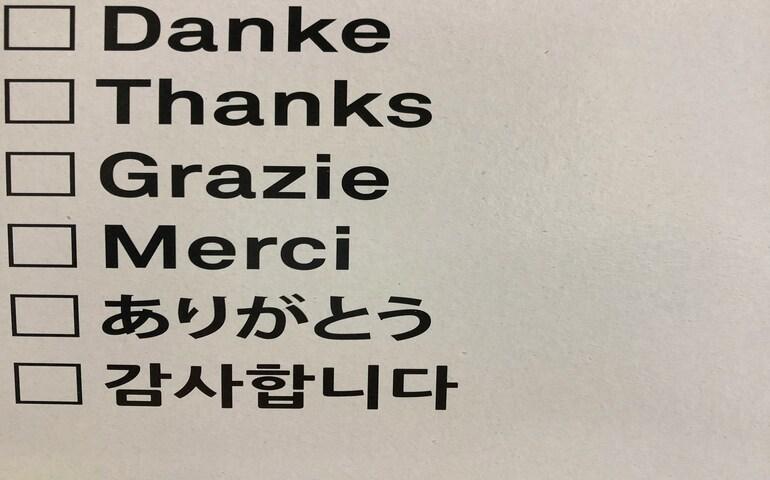 Danke
Thanks
Grazie
Merci
ありがとう
감사합니다